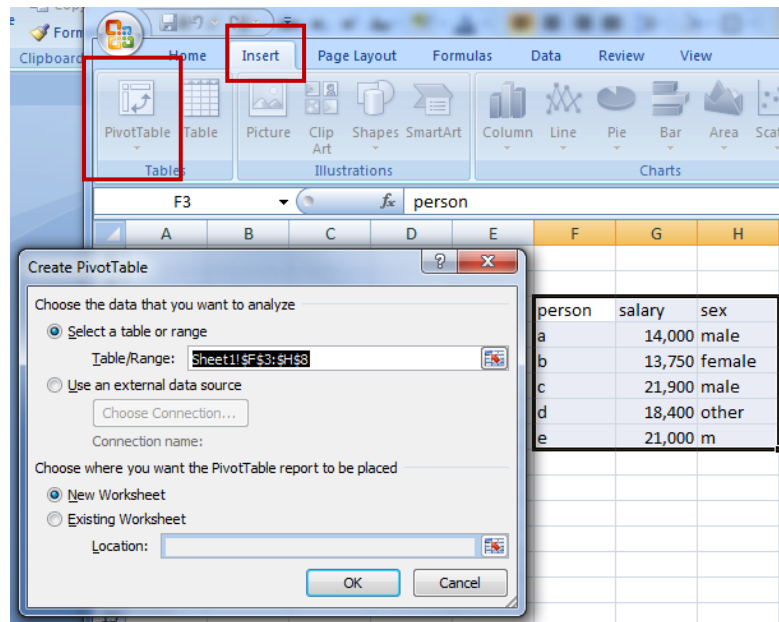 Form
Clipboard
Home Insert Page Layout Formulas Data Review View
PivotTable Table Picture Clip Art Shapes SmartArt Column Line Pie Bar Area
Tables Illustrations Charts
F3 fx person
A B C D E F G H
Create PivotTable
Choose the data that you want to analyze
Select a table or range
Table/Range: Sheet1!$F$3:$H$8
Use an external data source
Choose Connection...
Connection name:
Choose where you want the PivotTable report to be placed
New Worksheet
Existing Worksheet
Location:
OK Cancel
person salary sex
a 14,000 male
b 13,750 female
c 21,900 male
d 18,400 other
e 21,000 m